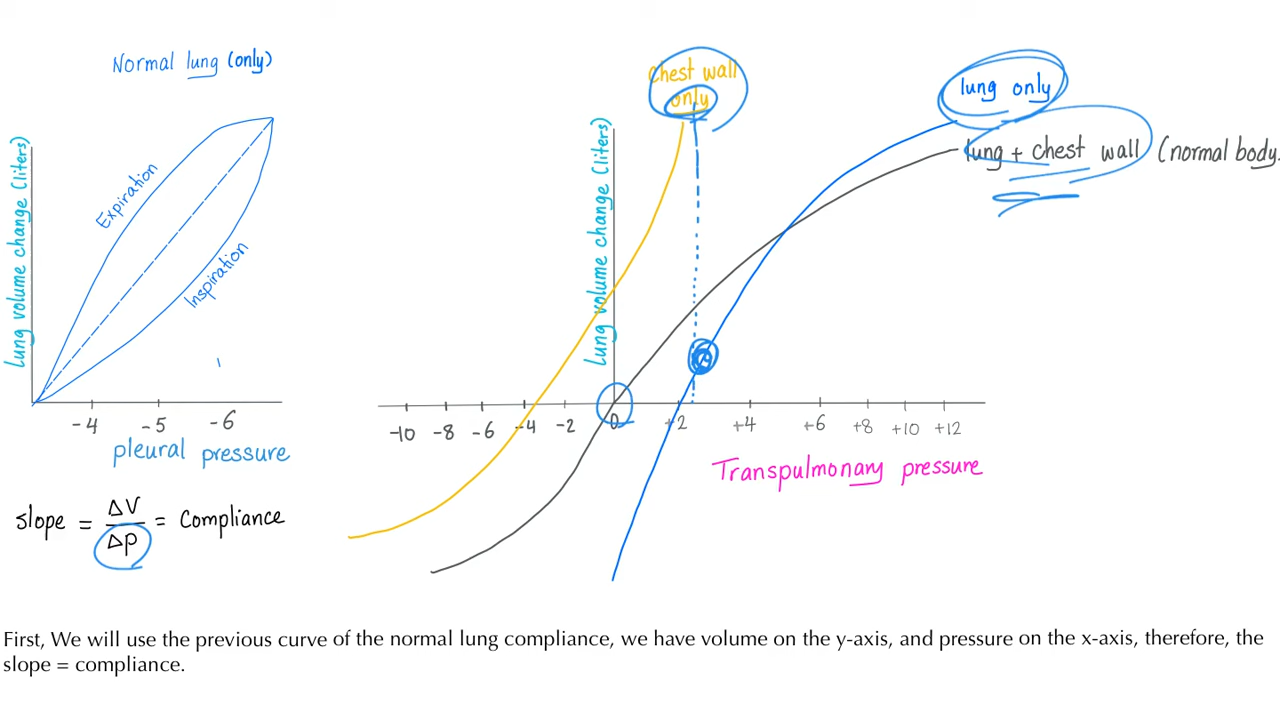 Normal lung (only)
Lung volume change (liters)
Expiration
Inspiration
-4 -5 -6
pleural pressure
slope = ΔV / ΔP = Compliance
chest wall
only
lung only
lung + chest wall (normal body.
Lung volume change (liters)
-10 -8 -6 -4 -2 0 +2 +4 +6 +8 +10 +12
Transpulmonary pressure
First, We will use the previous curve of the normal lung compliance, we have volume on the y-axis, and pressure on the x-axis, therefore, the
slope = compliance.